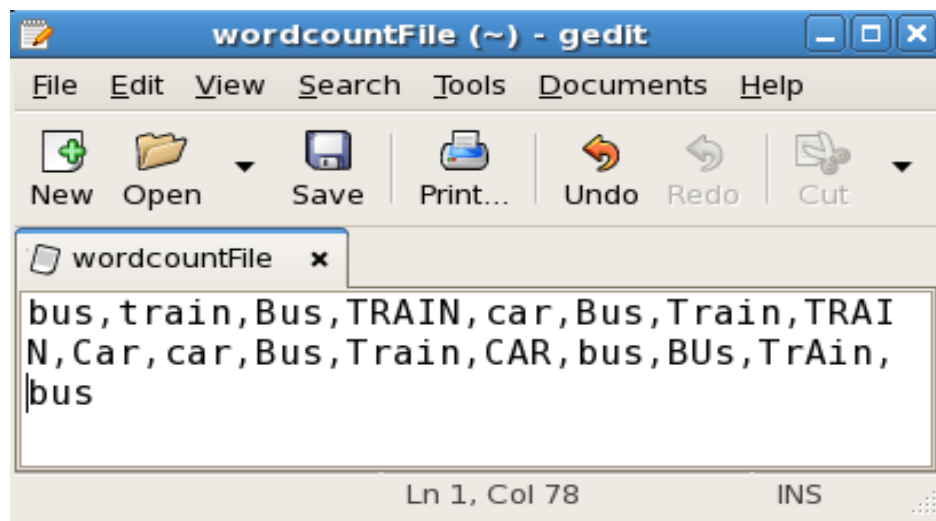 wordcountFile (~) - gedit
File Edit View Search Tools Documents Help
New Open Save Print... Undo Redo Cut
wordcountFile
bus,train,Bus,TRAIN,car,Bus,Train,TRAI
N,Car,car,Bus,Train,CAR,bus,BUs,TrAin,
bus
Ln 1, Col 78 INS